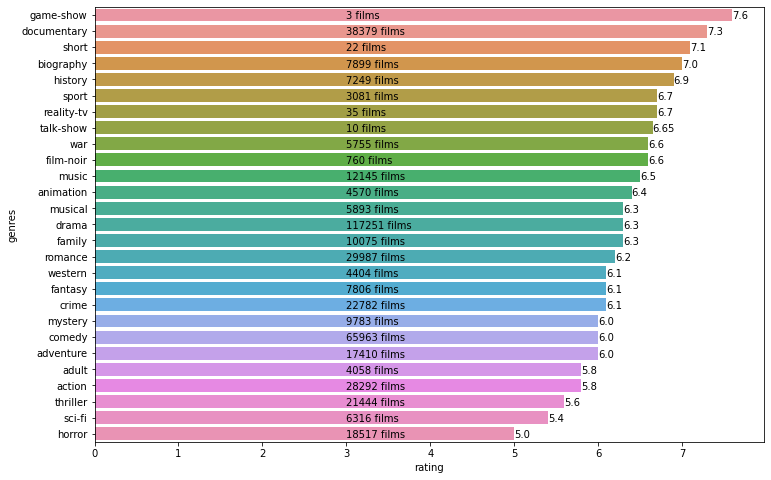 game-show 3 films 7.6
documentary 38379 films 7.3
short 22 films 7.1
biography 7899 films 7.0
history 7249 films 6.9
sport 3081 films 6.7
reality-tv 35 films 6.7
talk-show 10 films 6.65
war 5755 films 6.6
film-noir 760 films 6.6
music 12145 films 6.5
animation 4570 films 6.4
musical 5893 films 6.3
drama 117251 films 6.3
family 10075 films 6.3
romance 29987 films 6.2
western 4404 films 6.1
fantasy 7806 films 6.1
crime 22782 films 6.1
mystery 9783 films 6.0
comedy 65963 films 6.0
adventure 17410 films 6.0
adult 4058 films 5.8
action 28292 films 5.8
thriller 21444 films 5.6
sci-fi 6316 films 5.4
horror 18517 films 5.0
genres
0 1 2 3 4 5 6 7
rating